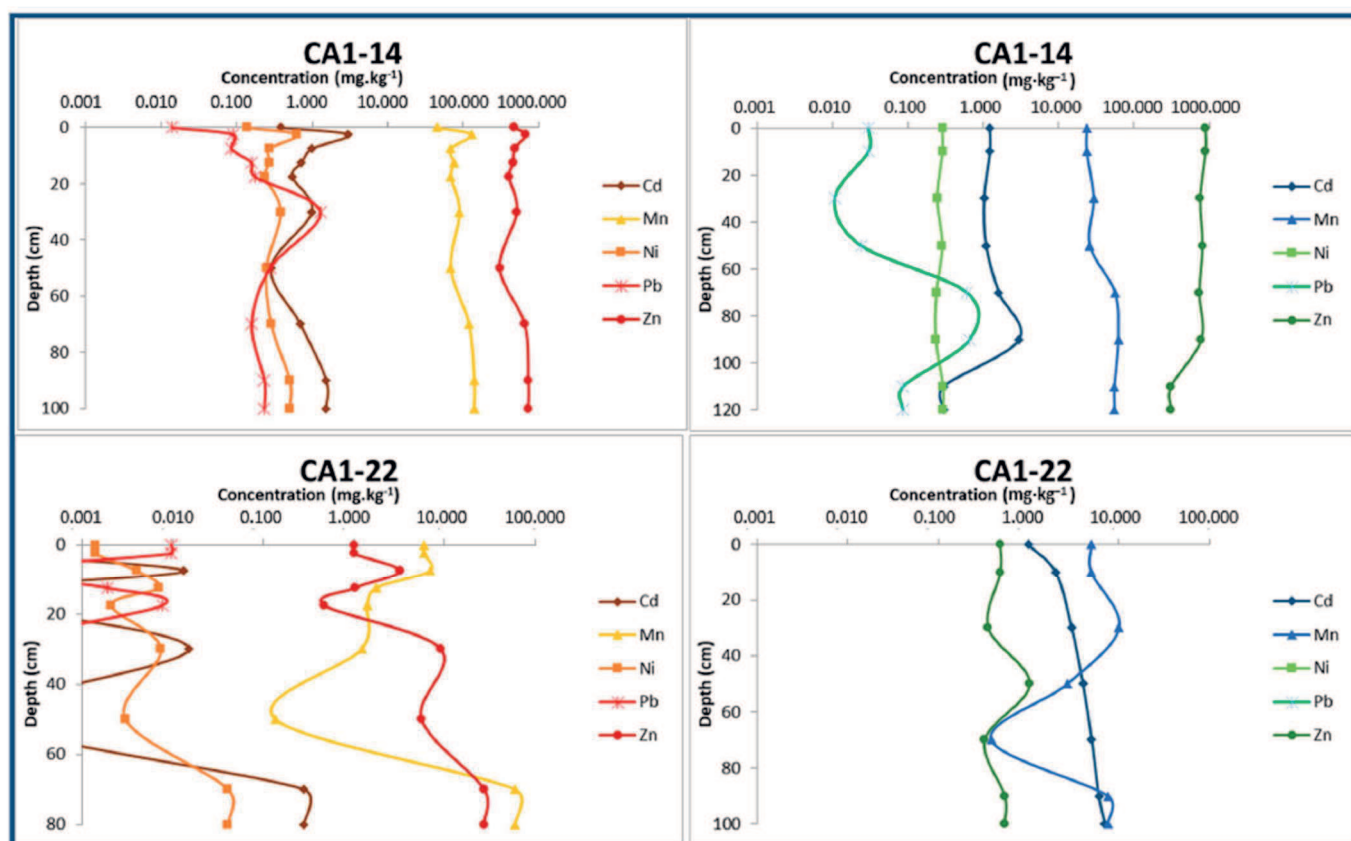 CA1-14
Concentration (mg.kg⁻¹)
0.001 0.010 0.100 1.000 10.000 100.000 1000.000
Depth (cm)
0
20
40
60
80
100
Cd
Mn
Ni
Pb
Zn
CA1-14
Concentration (mg·kg⁻¹)
0.001 0.010 0.100 1.000 10.000 100.000 1000.000
Depth (cm)
0
20
40
60
80
100
120
Cd
Mn
Ni
Pb
Zn
CA1-22
Concentration (mg.kg⁻¹)
0.001 0.010 0.100 1.000 10.000 100.000
Depth (cm)
0
20
40
60
80
Cd
Mn
Ni
Pb
Zn
CA1-22
Concentration (mg·kg⁻¹)
0.001 0.010 0.100 1.000 10.000 100.000
Depth (cm)
0
20
40
60
80
100
Cd
Mn
Ni
Pb
Zn